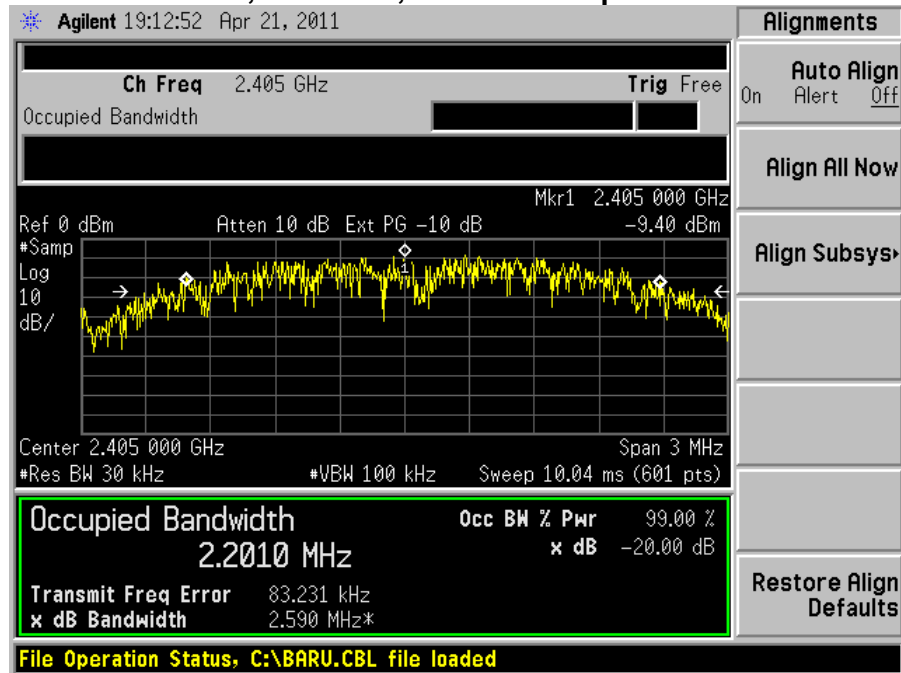 Agilent 19:12:52 Apr 21, 2011
Alignments
Ch Freq 2.405 GHz Trig Free
Occupied Bandwidth
Auto Align
On Alert Off
Align All Now
Mkr1 2.405 000 GHz
Ref 0 dBm Atten 10 dB Ext PG -10 dB -9.40 dBm
#Samp
Log
10
dB/
1
Align Subsys
Center 2.405 000 GHz Span 3 MHz
#Res BW 30 kHz #VBW 100 kHz Sweep 10.04 ms (601 pts)
Occupied Bandwidth
2.2010 MHz
Occ BW % Pwr 99.00 %
x dB -20.00 dB
Transmit Freq Error 83.231 kHz
x dB Bandwidth 2.590 MHz*
Restore Align
Defaults
File Operation Status, C:\BARU.CBL file loaded